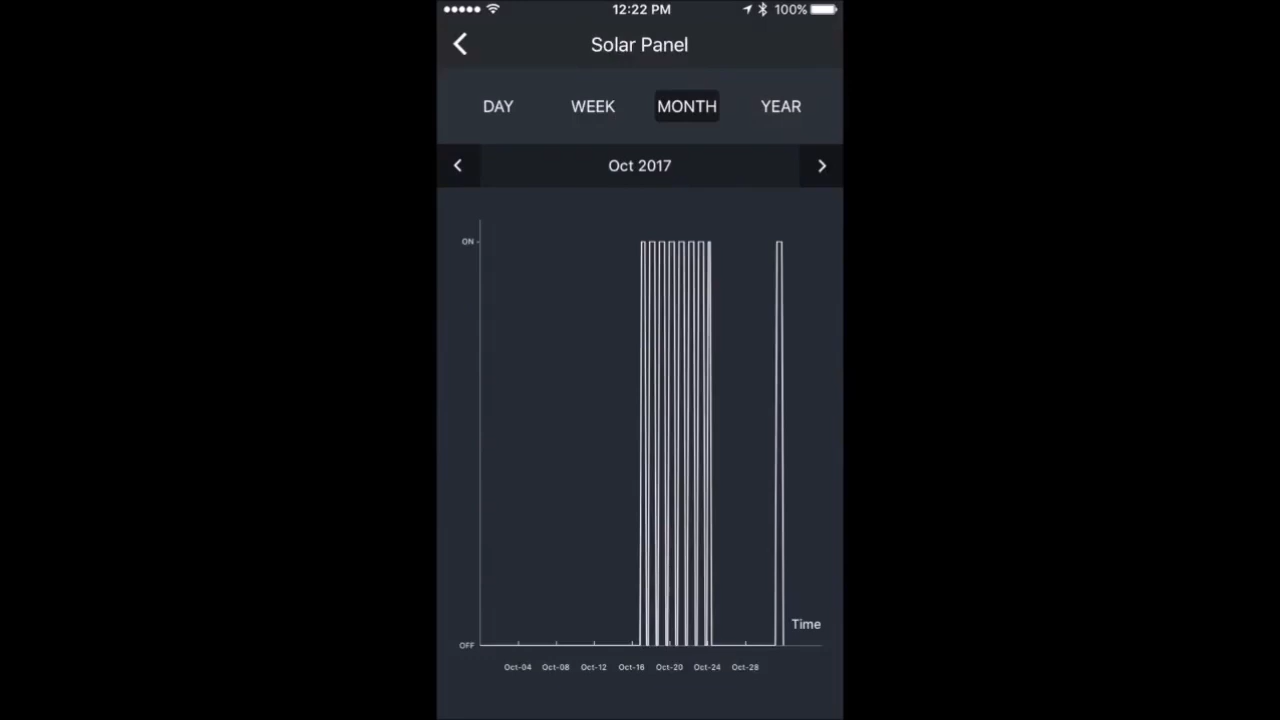 12:22 PM 100%
Solar Panel
DAY WEEK MONTH YEAR
Oct 2017
ON
Time
OFF
Oct-04 Oct-08 Oct-12 Oct-16 Oct-20 Oct-24 Oct-28